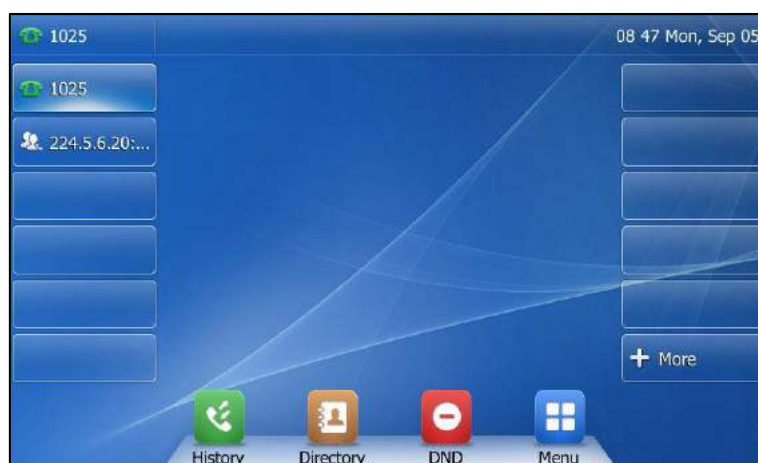 1025
08 47 Mon, Sep 05
1025
224.5.6.20:...
More
History
Directory
DND
Menu